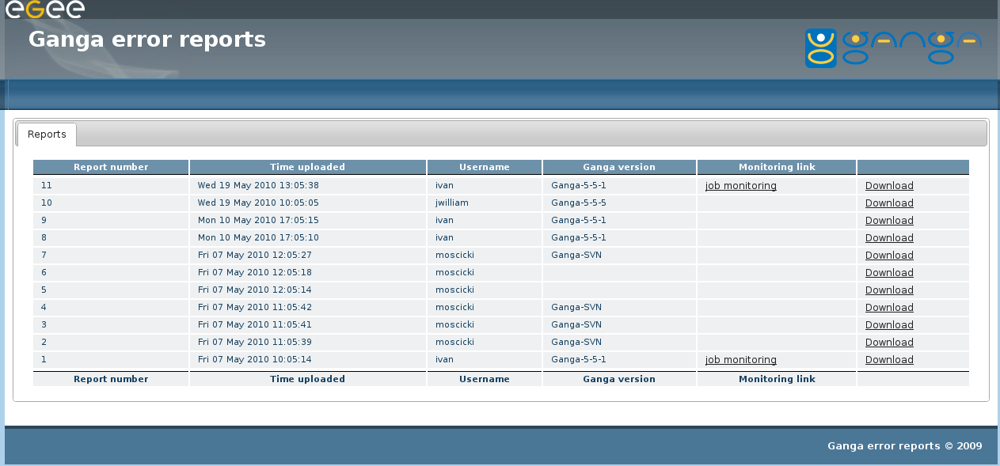 eGee
Ganga error reports
ganga
Reports
Report number Time uploaded Username Ganga version Monitoring link
11 Wed 19 May 2010 13:05:38 ivan Ganga-5-5-1 job monitoring Download
10 Wed 19 May 2010 10:05:05 jwilliam Ganga-5-5-5 Download
9 Mon 10 May 2010 17:05:15 ivan Ganga-5-5-1 Download
8 Mon 10 May 2010 17:05:10 ivan Ganga-5-5-1 Download
7 Fri 07 May 2010 12:05:27 moscicki Ganga-SVN Download
6 Fri 07 May 2010 12:05:18 moscicki Download
5 Fri 07 May 2010 12:05:14 moscicki Download
4 Fri 07 May 2010 11:05:42 moscicki Ganga-SVN Download
3 Fri 07 May 2010 11:05:41 moscicki Ganga-SVN Download
2 Fri 07 May 2010 11:05:39 moscicki Ganga-SVN Download
1 Fri 07 May 2010 10:05:14 ivan Ganga-5-5-1 job monitoring Download
Report number Time uploaded Username Ganga version Monitoring link
Ganga error reports © 2009